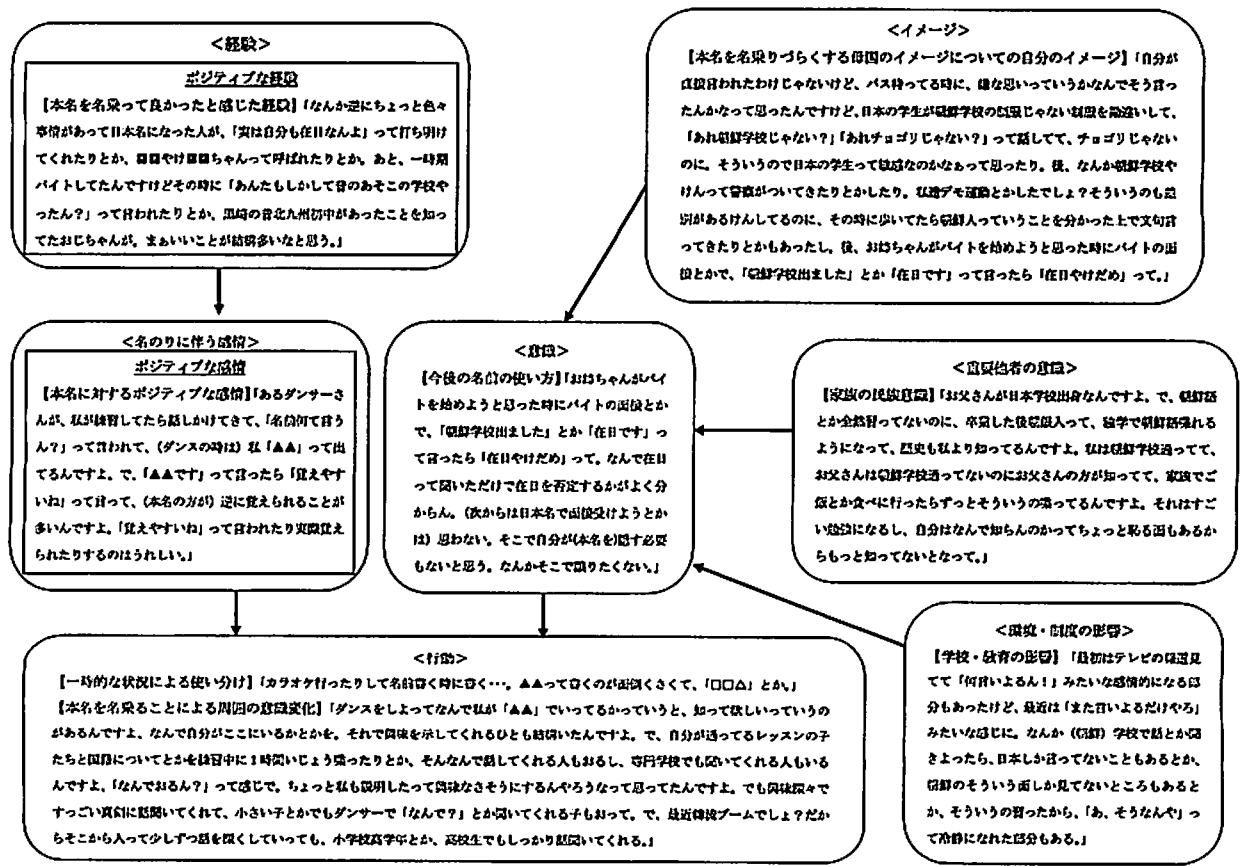 <経験>
ポジティブな経験
【本名を名乗って良かったと感じた経験】「なんか逆にちょっと色々
事情があって日本名になった人が、「実は自分も在日なんよ」って打ち明け
てくれたりとか、やけちゃんって呼ばれたりとか。あと、一時期
バイトしてたんですけどその時に「あんたもしかして昔のあそこの学校や
ったん?」って言われたりとか、黒崎の昔北九州初中があったことを知っ
てたおじちゃんが。まぁいいことが結構多いなと思う。」
<イメージ>
【本名を名乗りづらくする母国のイメージについての自分のイメージ】「自分が
直接言われたわけじゃないけど、バス待ってる時に、嫌な思いっていうかなんでそう言っ
たんかなって思ったんですけど、日本の学生が朝鮮学校の制服じゃない制服を勘違いして、
「あれ朝鮮学校じゃない?」「あれチョゴリじゃない?」って話してて、チョゴリじゃない
のに。そういうので日本の学生って敏感なのかなぁって思ったり。後、なんか朝鮮学校や
けんって警察がついてきたりとかしたり。私達デモ運動とかしたでしょ?そういうのも差
別があるけんしてるのに、その時に歩いてたら朝鮮人っていうことを分かった上で文句言
ってきたりとかもあったし。後、おばちゃんがバイトを始めようと思った時にバイトの面
接とかで、「朝鮮学校出ました」とか「在日です」って言ったら「在日やけだめ」って。」
<名のりに伴う感情>
ポジティブな感情
【本名に対するポジティブな感情】「あるダンサーさ
んが、私が練習してたら話しかけてきて、「名前何て言う
ん?」って言われて、(ダンスの時は)私「▲▲」って出
てるんですよ。で、「▲▲です」って言ったら「覚えやす
いね」って言って、(本名の方が)逆に覚えられることが
多いんですよ。「覚えやすいね」って言われたり実際覚え
られたりするのはうれしい。」
<意識>
【今後の名前の使い方】「おばちゃんがバイ
トを始めようと思った時にバイトの面接とか
で、「朝鮮学校出ました」とか「在日です」っ
て言ったら「在日やけだめ」って。なんで在日
って聞いただけで在日を否定するかがよく分
からん。(次からは日本名で面接受けようとか
は)思わない。そこで自分が(本名を)隠す必要
もないと思う。なんかそこで偽りたくない。」
<重要他者の意識>
【家族の民族意識】「お父さんが日本学校出身なんですよ。で、朝鮮語
とか全然習ってないのに、卒業した後入って、独学で朝鮮語喋れる
ようになって、歴史も私より知ってるんですよ。私は朝鮮学校通ってて、
お父さんは朝鮮学校通ってないのにお父さんの方が知ってて、家族でご
飯とか食べに行ったらずっとそういうの喋ってるんですよ。それはすご
い勉強になるし、自分はなんで知らんのかってちょっと恥る面もあるか
らもっと知ってないとなって。」
<環境・制度の影響>
【学校・教育の影響】「最初はテレビの報道見
てて「何言いよるん!」みたいな感情的になる部
分もあったけど、最近は「また言いよるだけやろ」
みたいな感じに。なんか(朝鮮)学校で話とか聞
きよったら、日本しか言ってないこともあるとか、
朝鮮のそういう面しか見てないところもあると
か、そういうの習ったから、「あ、そうなんや」っ
て冷静になれた部分もある。」
<行動>
【一時的な状況による使い分け】「カラオケ行ったりして名前書く時に書く…。▲▲って書くのが面倒くさくて、「□□△」とか。」
【本名を名乗ることによる周囲の意識変化】「ダンスをしよってなんで私が「▲▲」でいってるかっていうと、知って欲しいっていうの
があるんですよ、なんで自分がここにいるかとかを。それで興味を示してくれるひとも結構いたんですよ。で、自分が通ってるレッスンの子
たちと国籍についてとかを練習中に1時間いじょう喋ったりとか、そんなんで話してくれる人もおるし、専門学校でも聞いてくれる人もいる
んですよ、「なんでおるん?」って感じで。ちょっと私も説明したって興味なさそうにするんやろうなって思ってたんですよ。でも興味深々で
すっごい真剣に話聞いてくれて、小さい子とかでもダンサーで「なんで?」とか聞いてくれる子もおって。で、最近韓流ブームでしょ?だか
らそこから入って少しずつ話を深くしていっても、小学校高学年とか、高校生でもしっかり話聞いてくれる。」